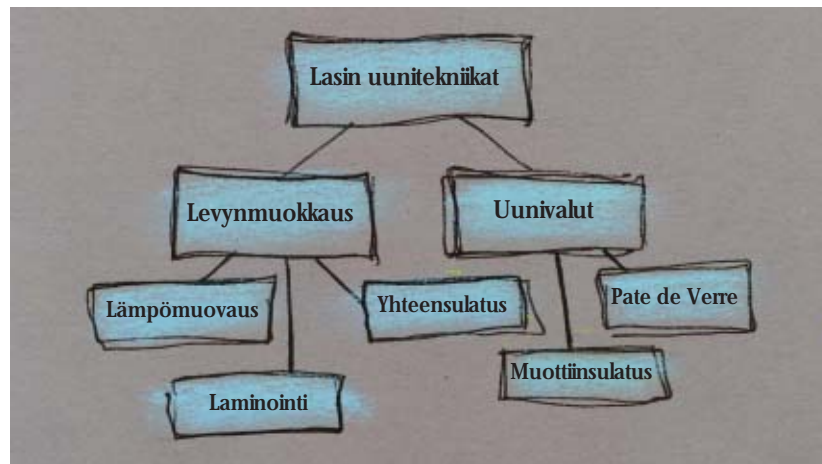 Lasin uunitekniikat
Levynmuokkaus
Uunivalut
Lämpömuovaus
Yhteensulatus
Pate de Verre
Muottiinsulatus
Laminointi